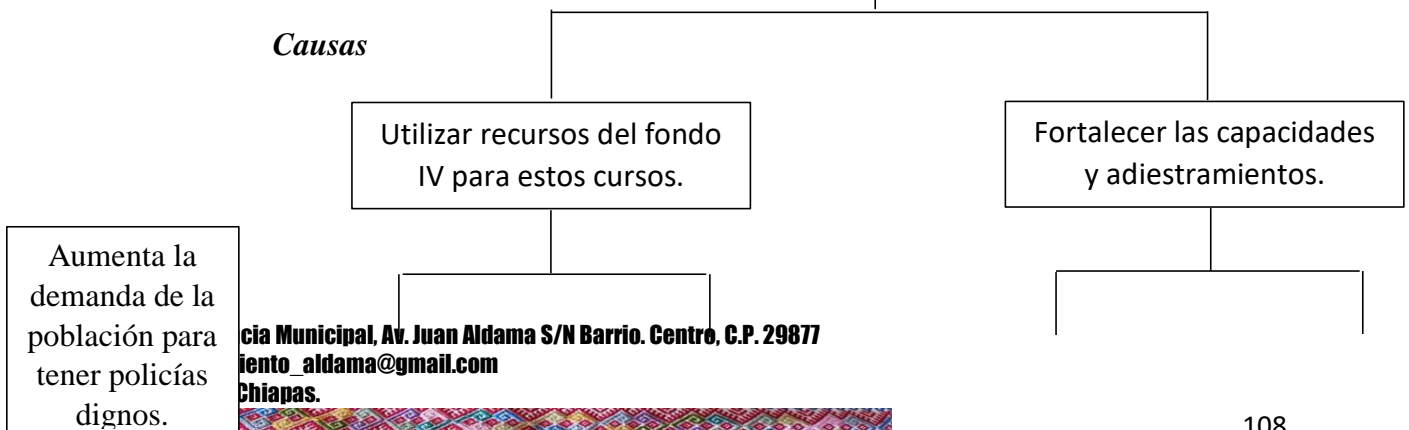 Causas
Utilizar recursos del fondo
IV para estos cursos.
Fortalecer las capacidades
y adiestramientos.
Aumenta la
demanda de la
población para
tener policías
dignos.
cia Municipal, Av. Juan Aldama S/N Barrio. Centro, C.P. 29877
iento_aldama@gmail.com
Chiapas.
108